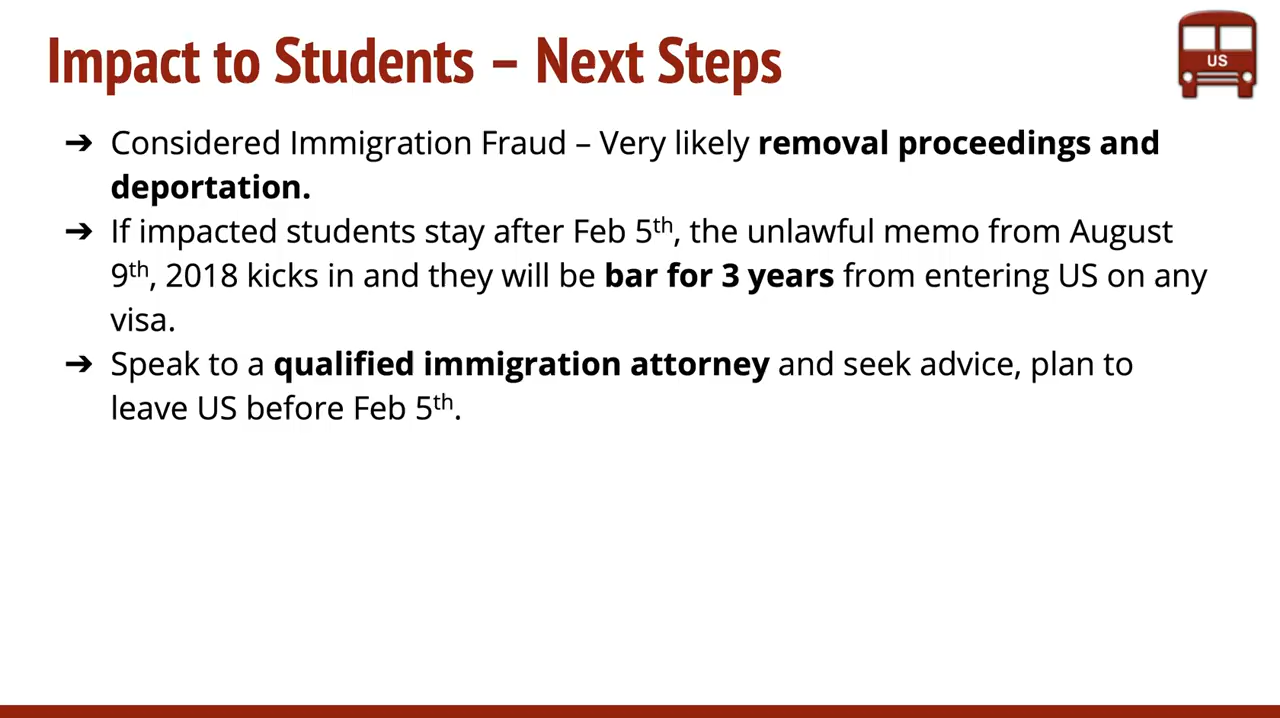 Impact to Students – Next Steps
US
➔ Considered Immigration Fraud – Very likely removal proceedings and
deportation.
➔ If impacted students stay after Feb 5th, the unlawful memo from August
9th, 2018 kicks in and they will be bar for 3 years from entering US on any
visa.
➔ Speak to a qualified immigration attorney and seek advice, plan to
leave US before Feb 5th.